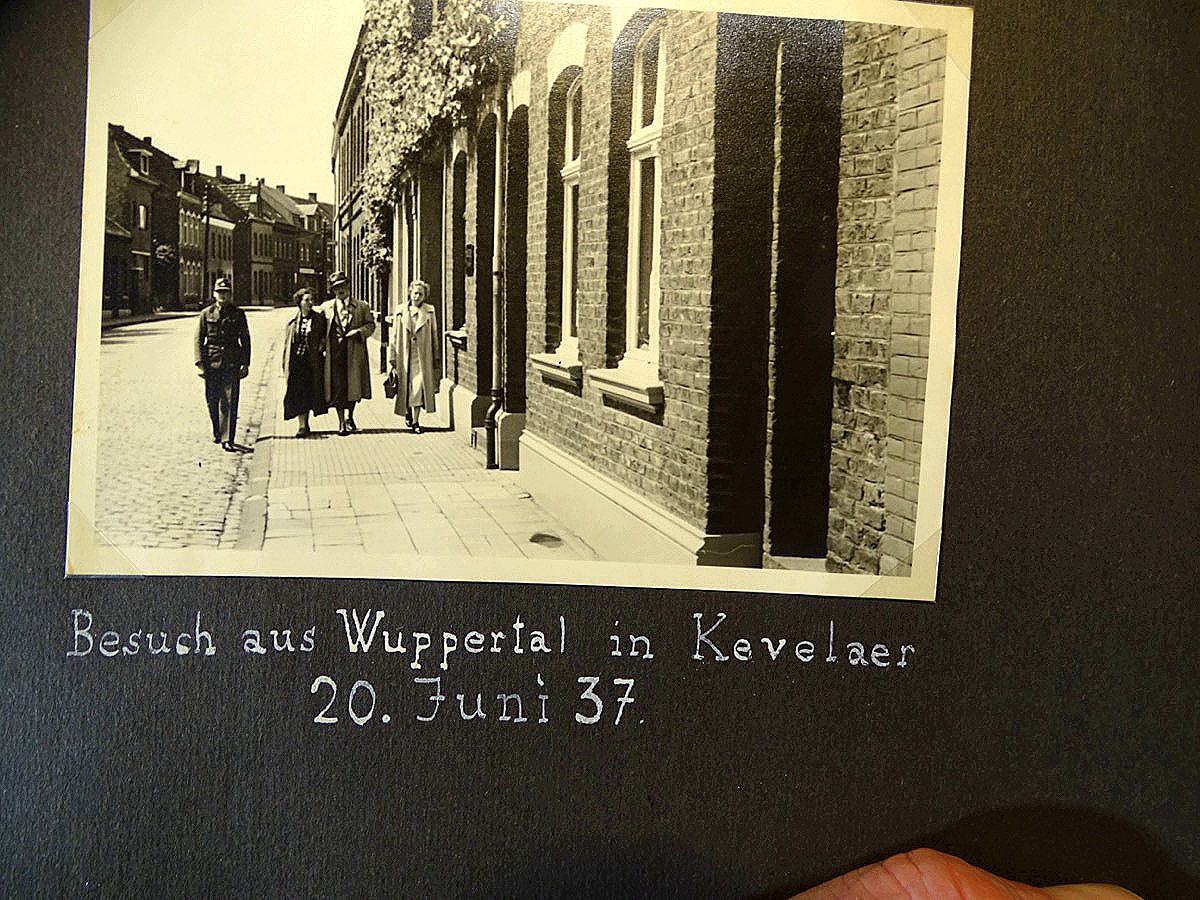 Besuch aus Wuppertal in Kevelaer
20. Juni 37.